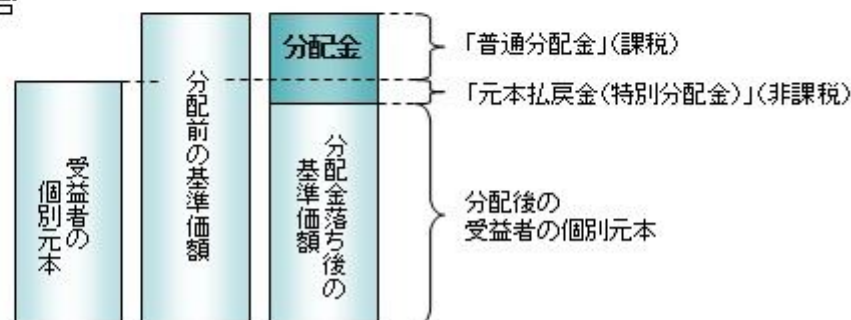 分配金
「普通分配金」(課税)
「元本払戻金(特別分配金)」(非課税)
受益者の
個別元本
分配前の基準価額
分配金落ち後の
基準価額
分配後の
受益者の個別元本